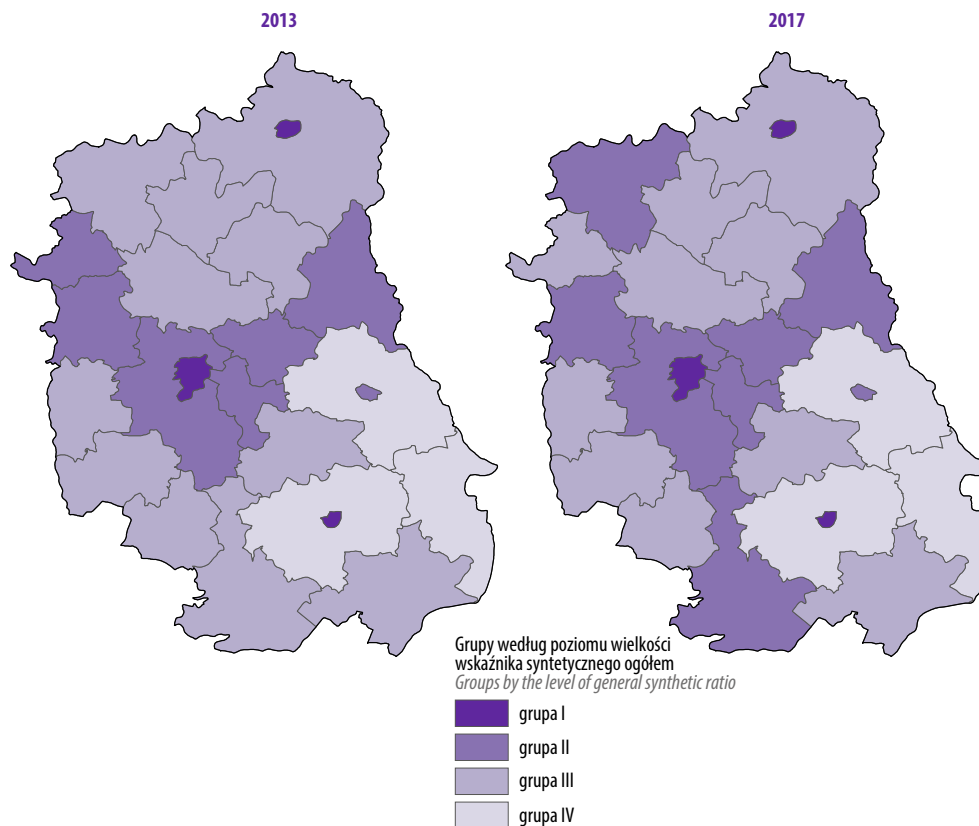 2013
2017
Grupy według poziomu wielkości
wskaźnika syntetycznego ogółem
Groups by the level of general synthetic ratio
grupa I
grupa II
grupa III
grupa IV